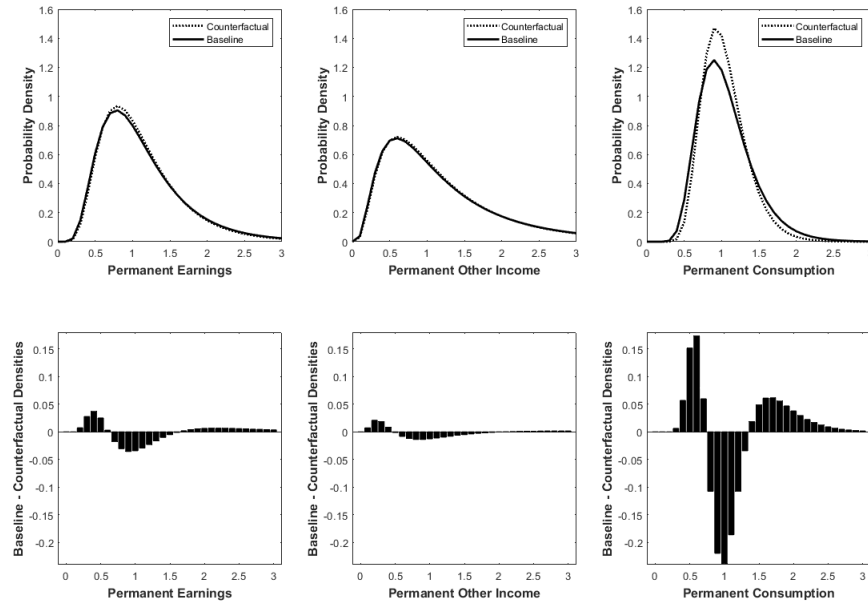 Probability Density
1.6
1.4
1.2
1
0.8
0.6
0.4
0.2
0
Counterfactual
Baseline
0 0.5 1 1.5 2 2.5 3
Permanent Earnings
Probability Density
1.6
1.4
1.2
1
0.8
0.6
0.4
0.2
0
Counterfactual
Baseline
0 0.5 1 1.5 2 2.5 3
Permanent Other Income
Probability Density
1.6
1.4
1.2
1
0.8
0.6
0.4
0.2
0
Counterfactual
Baseline
0 0.5 1 1.5 2 2.5
Permanent Consumption
Baseline - Counterfactual Densities
0.15
0.1
0.05
0
-0.05
-0.1
-0.15
-0.2
0 0.5 1 1.5 2 2.5 3
Permanent Earnings
Baseline - Counterfactual Densities
0.15
0.1
0.05
0
-0.05
-0.1
-0.15
-0.2
0 0.5 1 1.5 2 2.5 3
Permanent Other Income
Baseline - Counterfactual Densities
0.15
0.1
0.05
0
-0.05
-0.1
-0.15
-0.2
0 0.5 1 1.5 2 2.5 3
Permanent Consumption